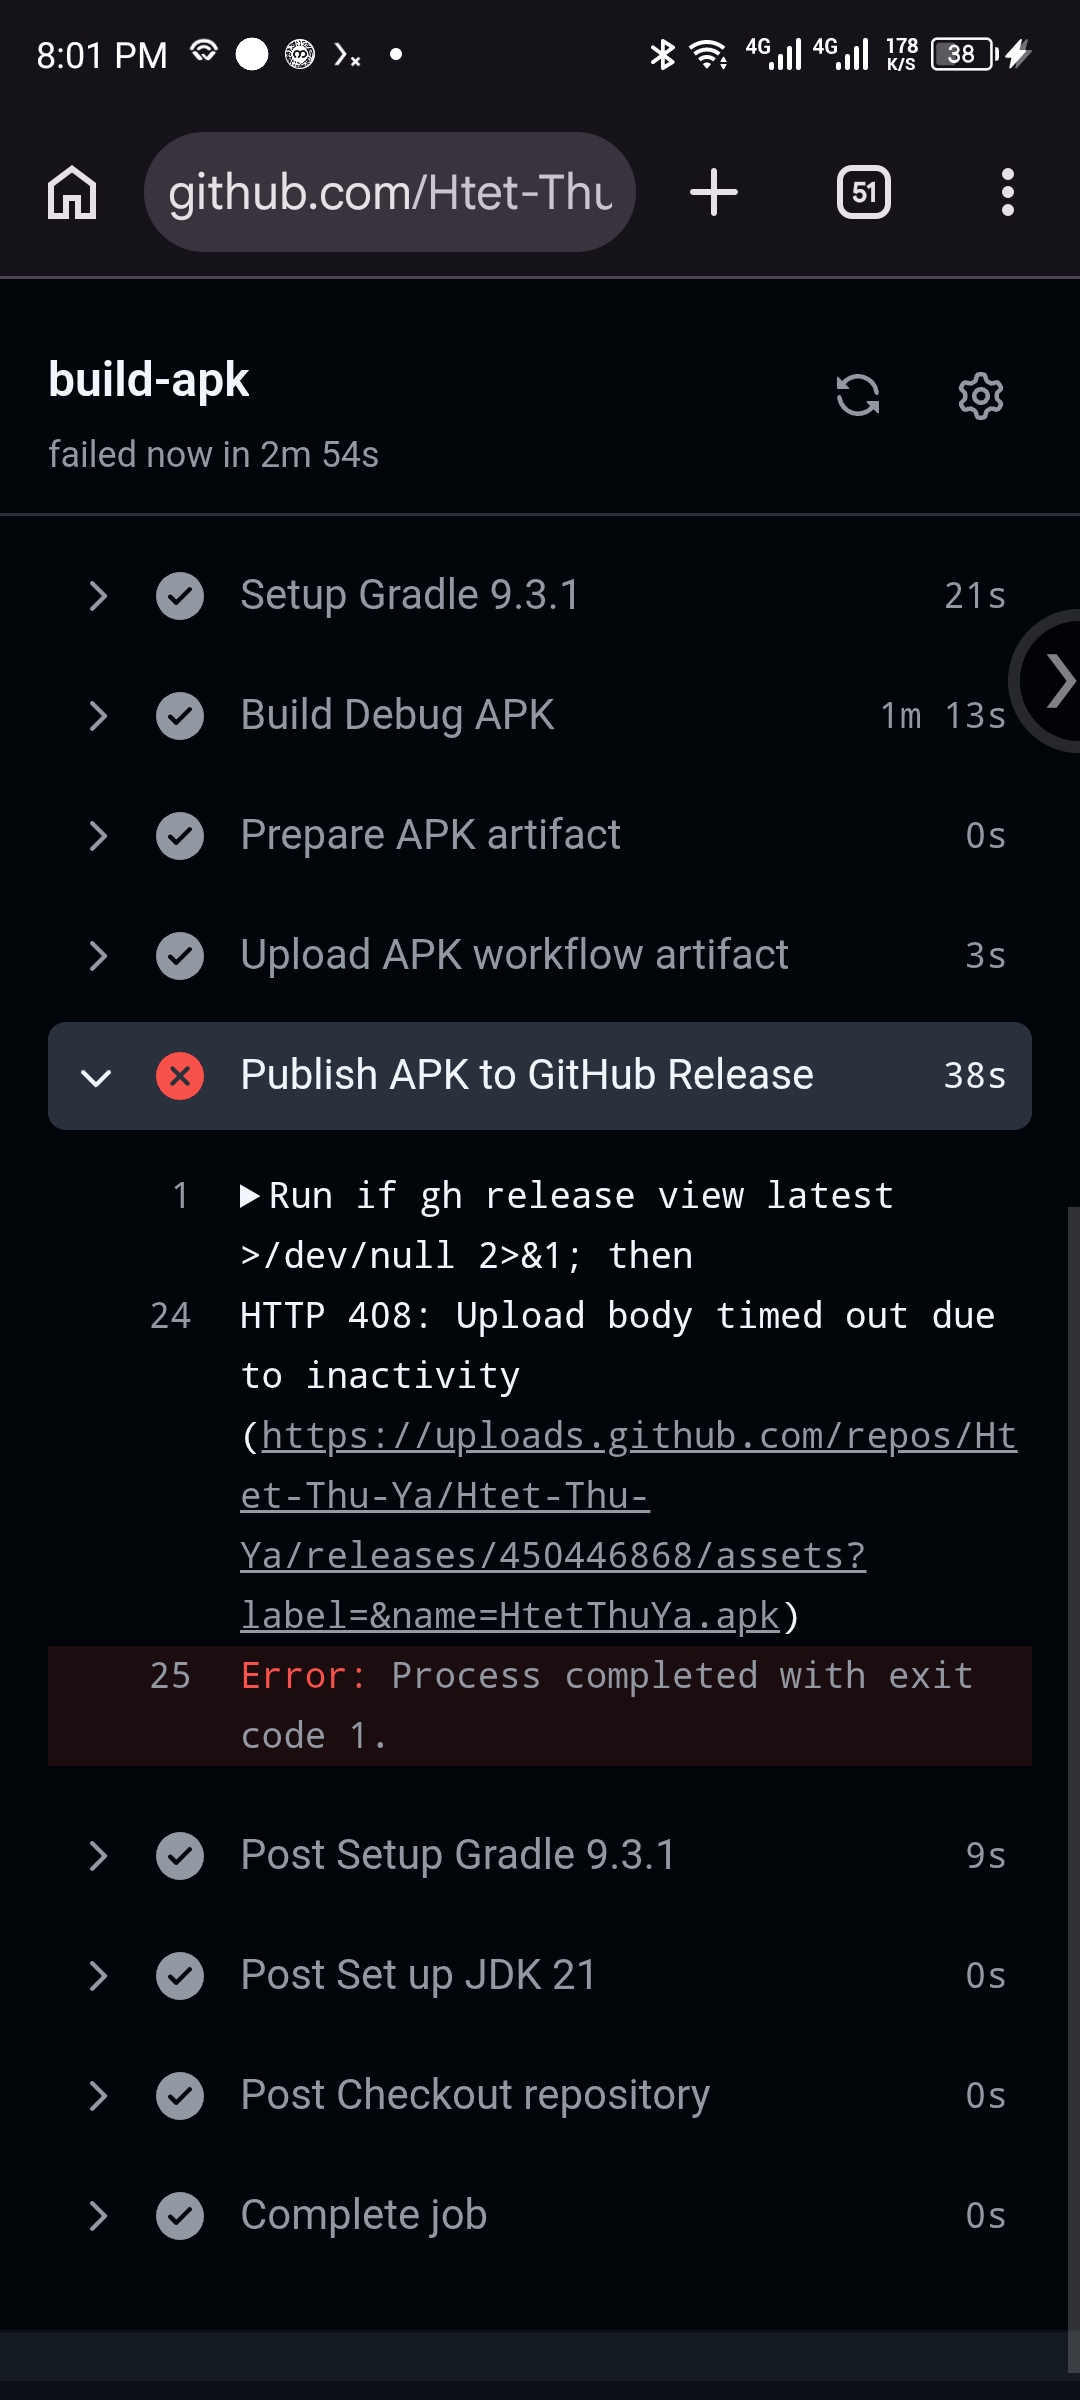 8:01 PM
4G 4G 178 K/S 38
github.com/Htet-Thu
51
build-apk
failed now in 2m 54s
Setup Gradle 9.3.1 21s
Build Debug APK 1m 13s
Prepare APK artifact 0s
Upload APK workflow artifact 3s
Publish APK to GitHub Release 38s
1 Run if gh release view latest
>/dev/null 2>&1; then
24 HTTP 408: Upload body timed out due
to inactivity
(https://uploads.github.com/repos/Ht
et-Thu-Ya/Htet-Thu-
Ya/releases/450446868/assets?
label=&name=HtetThuYa.apk)
25 Error: Process completed with exit
code 1.
Post Setup Gradle 9.3.1 9s
Post Set up JDK 21 0s
Post Checkout repository 0s
Complete job 0s